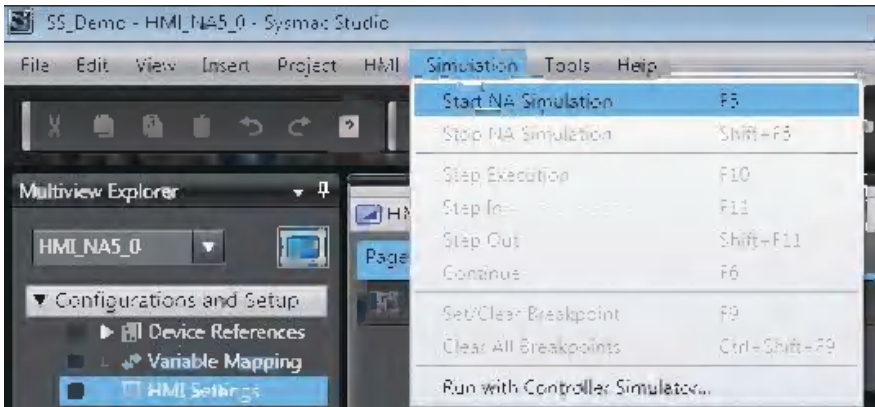 SS_Demo - HMI_NA5_0 - Sysmac Studio
File Edit View Insert Project HMI Simulation Tools Help
Start NA Simulation F5
Stop NA Simulation Shift+F5
Step Execution F10
Step In F11
Step Out Shift+F11
Continue F6
Set/Clear Breakpoint F9
Clear All Breakpoints Ctrl+Shift+F9
Run with Controller Simulator...
Multiview Explorer
HMI_NA5_0
Configurations and Setup
Device References
Variable Mapping
HMI Settings
Page